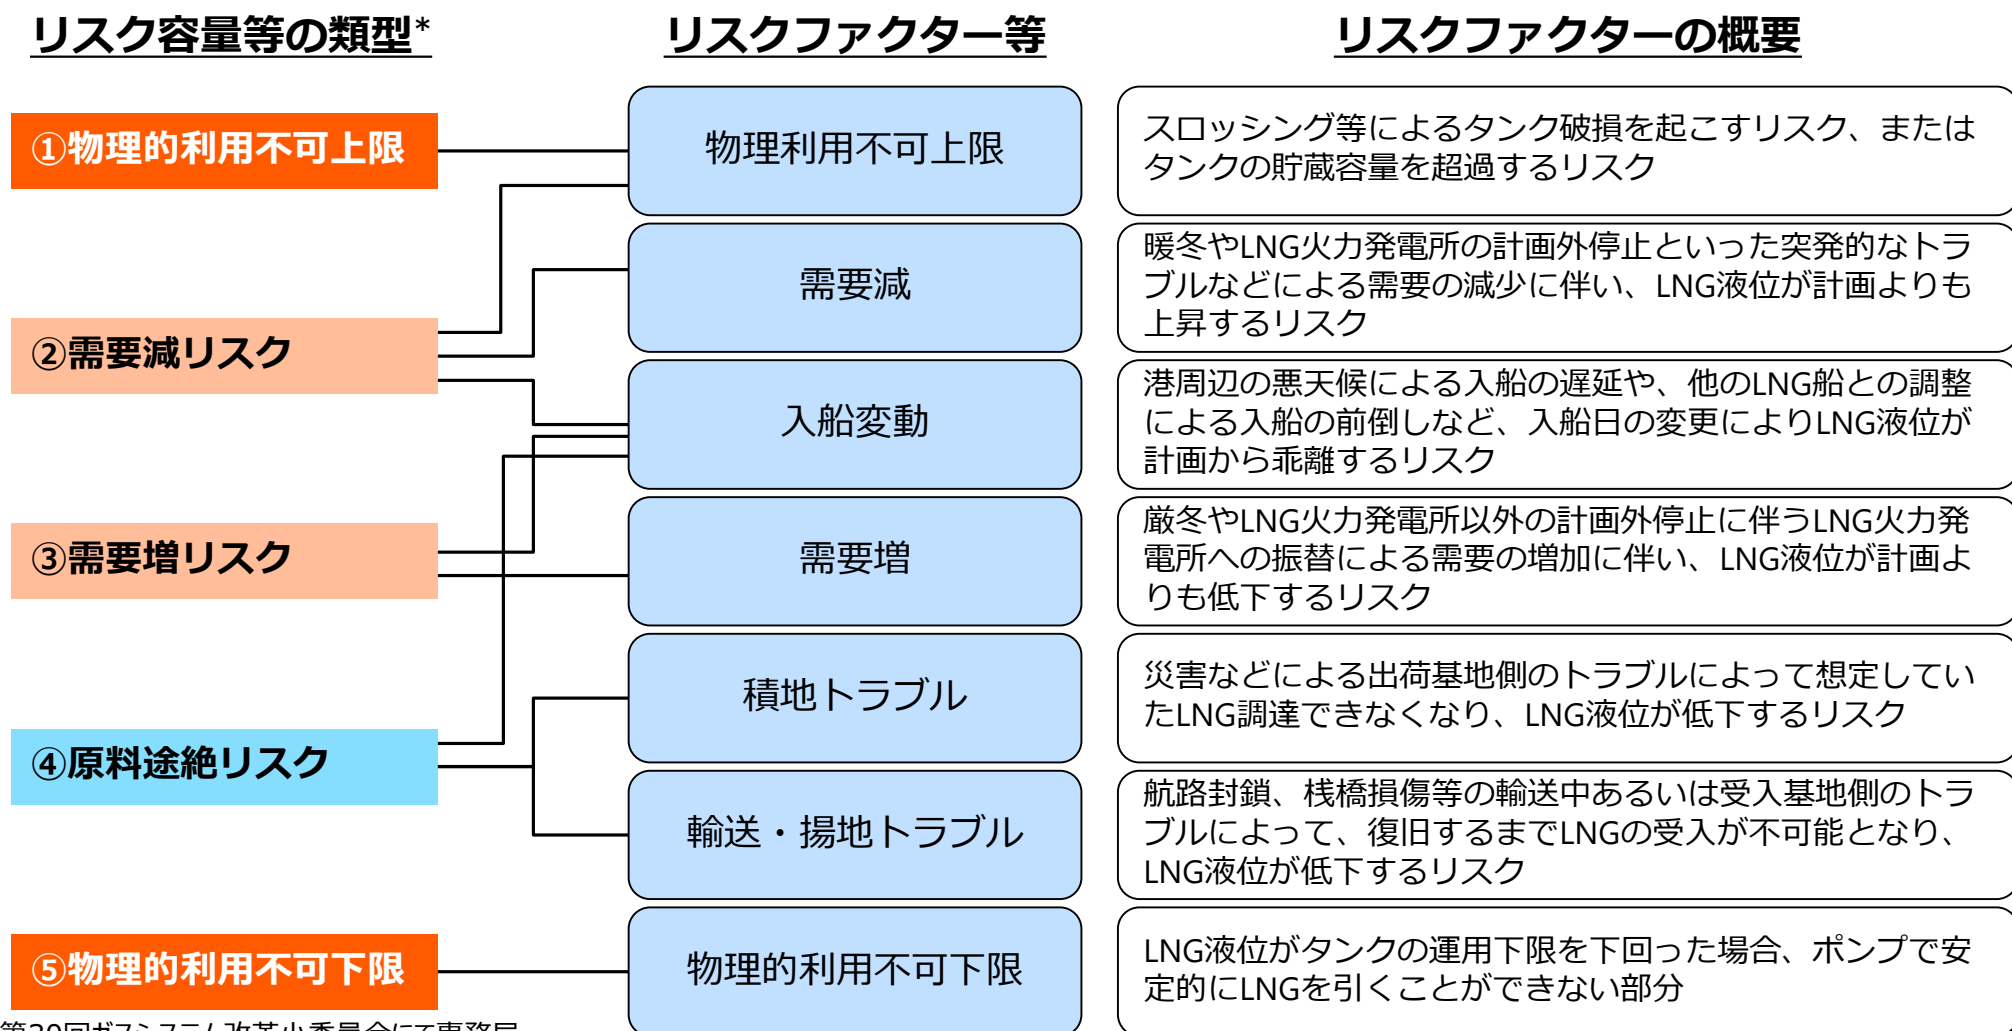 リスク容量等の類型*
リスクファクター等
リスクファクターの概要
①物理的利用不可上限
物理利用不可上限
スロッシング等によるタンク破損を起こすリスク、または
タンクの貯蔵容量を超過するリスク
②需要減リスク
需要減
暖冬やLNG火力発電所の計画外停止といった突発的なトラ
ブルなどによる需要の減少に伴い、LNG液位が計画よりも
上昇するリスク
入船変動
港周辺の悪天候による入船の遅延や、他のLNG船との調整
による入船の前倒しなど、入船日の変更によりLNG液位が
計画から乖離するリスク
③需要増リスク
需要増
厳冬やLNG火力発電所以外の計画外停止に伴うLNG火力発
電所への振替による需要の増加に伴い、LNG液位が計画よ
りも低下するリスク
④原料途絶リスク
積地トラブル
災害などによる出荷基地側のトラブルによって想定してい
たLNG調達できなくなり、LNG液位が低下するリスク
輸送・揚地トラブル
航路封鎖、桟橋損傷等の輸送中あるいは受入基地側のトラ
ブルによって、復旧するまでLNGの受入が不可能となり、
LNG液位が低下するリスク
⑤物理的利用不可下限
物理的利用不可下限
LNG液位がタンクの運用下限を下回った場合、ポンプで安
定的にLNGを引くことができない部分